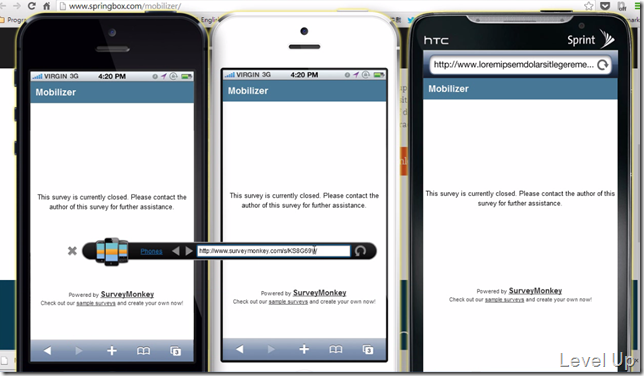 www.springbox.com/mobilizer/
English
VIRGIN 3G 4:20 PM
Mobilizer
This survey is currently closed. Please contact the
author of this survey for further assistance.
Powered by SurveyMonkey
Check out our sample surveys and create your own now!
3
VIRGIN 3G 4:20 PM
Mobilizer
This survey is currently closed. Please contact the
author of this survey for further assistance.
Powered by SurveyMonkey
Check out our sample surveys and create your own now!
3
Phones
http://www.surveymonkey.com/s/KS8G69W
hTC Sprint
http://www.loremipsemdolarsitlegereme...
Mobilizer
This survey is currently closed. Please contact the author of this
survey for further assistance.
Powered by SurveyMonkey
Check out our sample surveys and create your own now!
Level Up